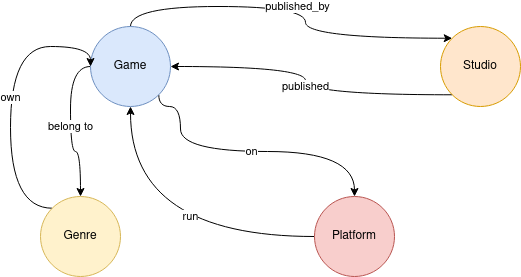 published_by
Game
Studio
published
own
belong to
on
run
Genre
Platform